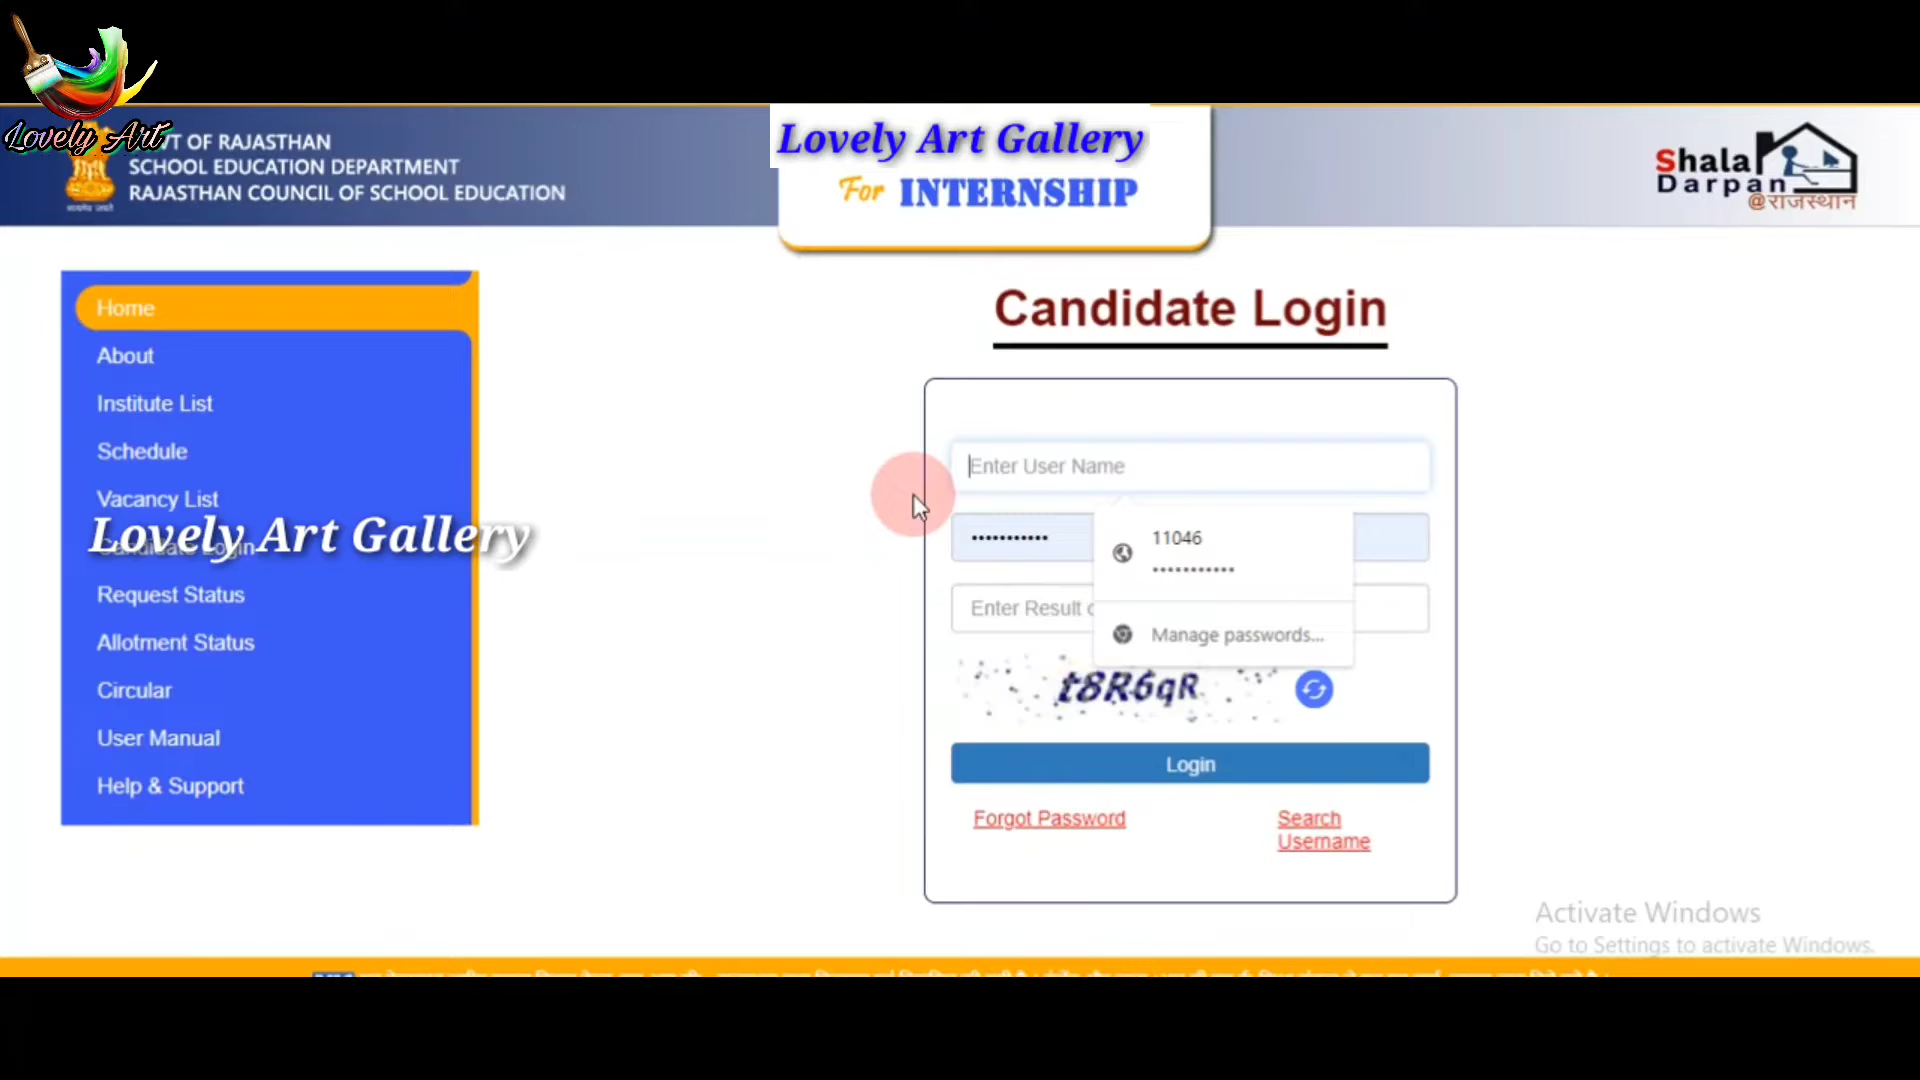 Lovely Art
GOVT OF RAJASTHAN
SCHOOL EDUCATION DEPARTMENT
RAJASTHAN COUNCIL OF SCHOOL EDUCATION
Lovely Art Gallery
For INTERNSHIP
Shala
Darpan
@राजस्थान
Home
About
Institute List
Schedule
Vacancy List
Candidate Login
Lovely Art Gallery
Request Status
Allotment Status
Circular
User Manual
Help & Support
Candidate Login
Enter User Name
•••••••••••
11046
•••••••••••
Enter Result
Manage passwords...
t8R6qR
Login
Forgot Password
Search
Username
Activate Windows
Go to Settings to activate Windows.